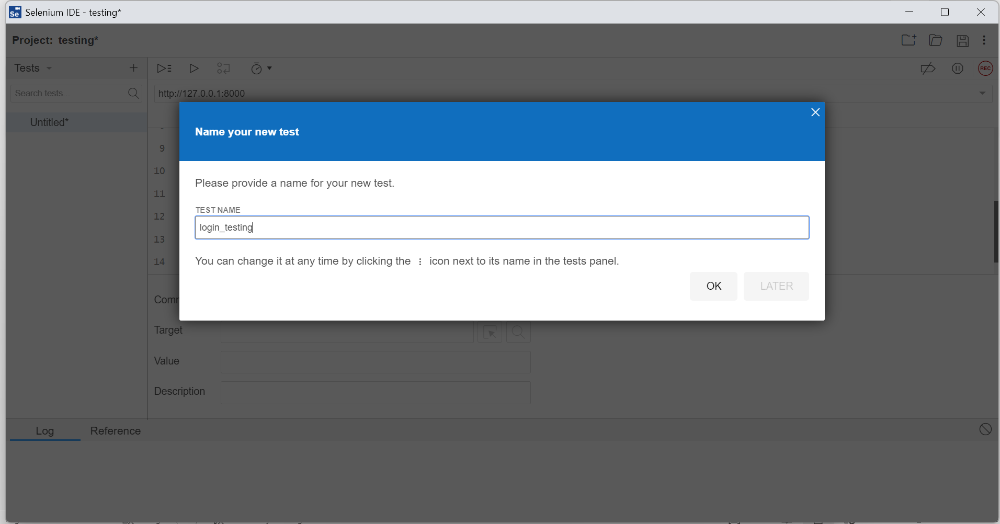 Se Selenium IDE - testing*
Project: testing*
Tests
Search tests...
http://127.0.0.1:8000
REC
Untitled*
Name your new test
9
10
11
12
13
14
Please provide a name for your new test.
TEST NAME
login_testing
You can change it at any time by clicking the ⋮ icon next to its name in the tests panel.
OK LATER
Target
Value
Description
Log Reference